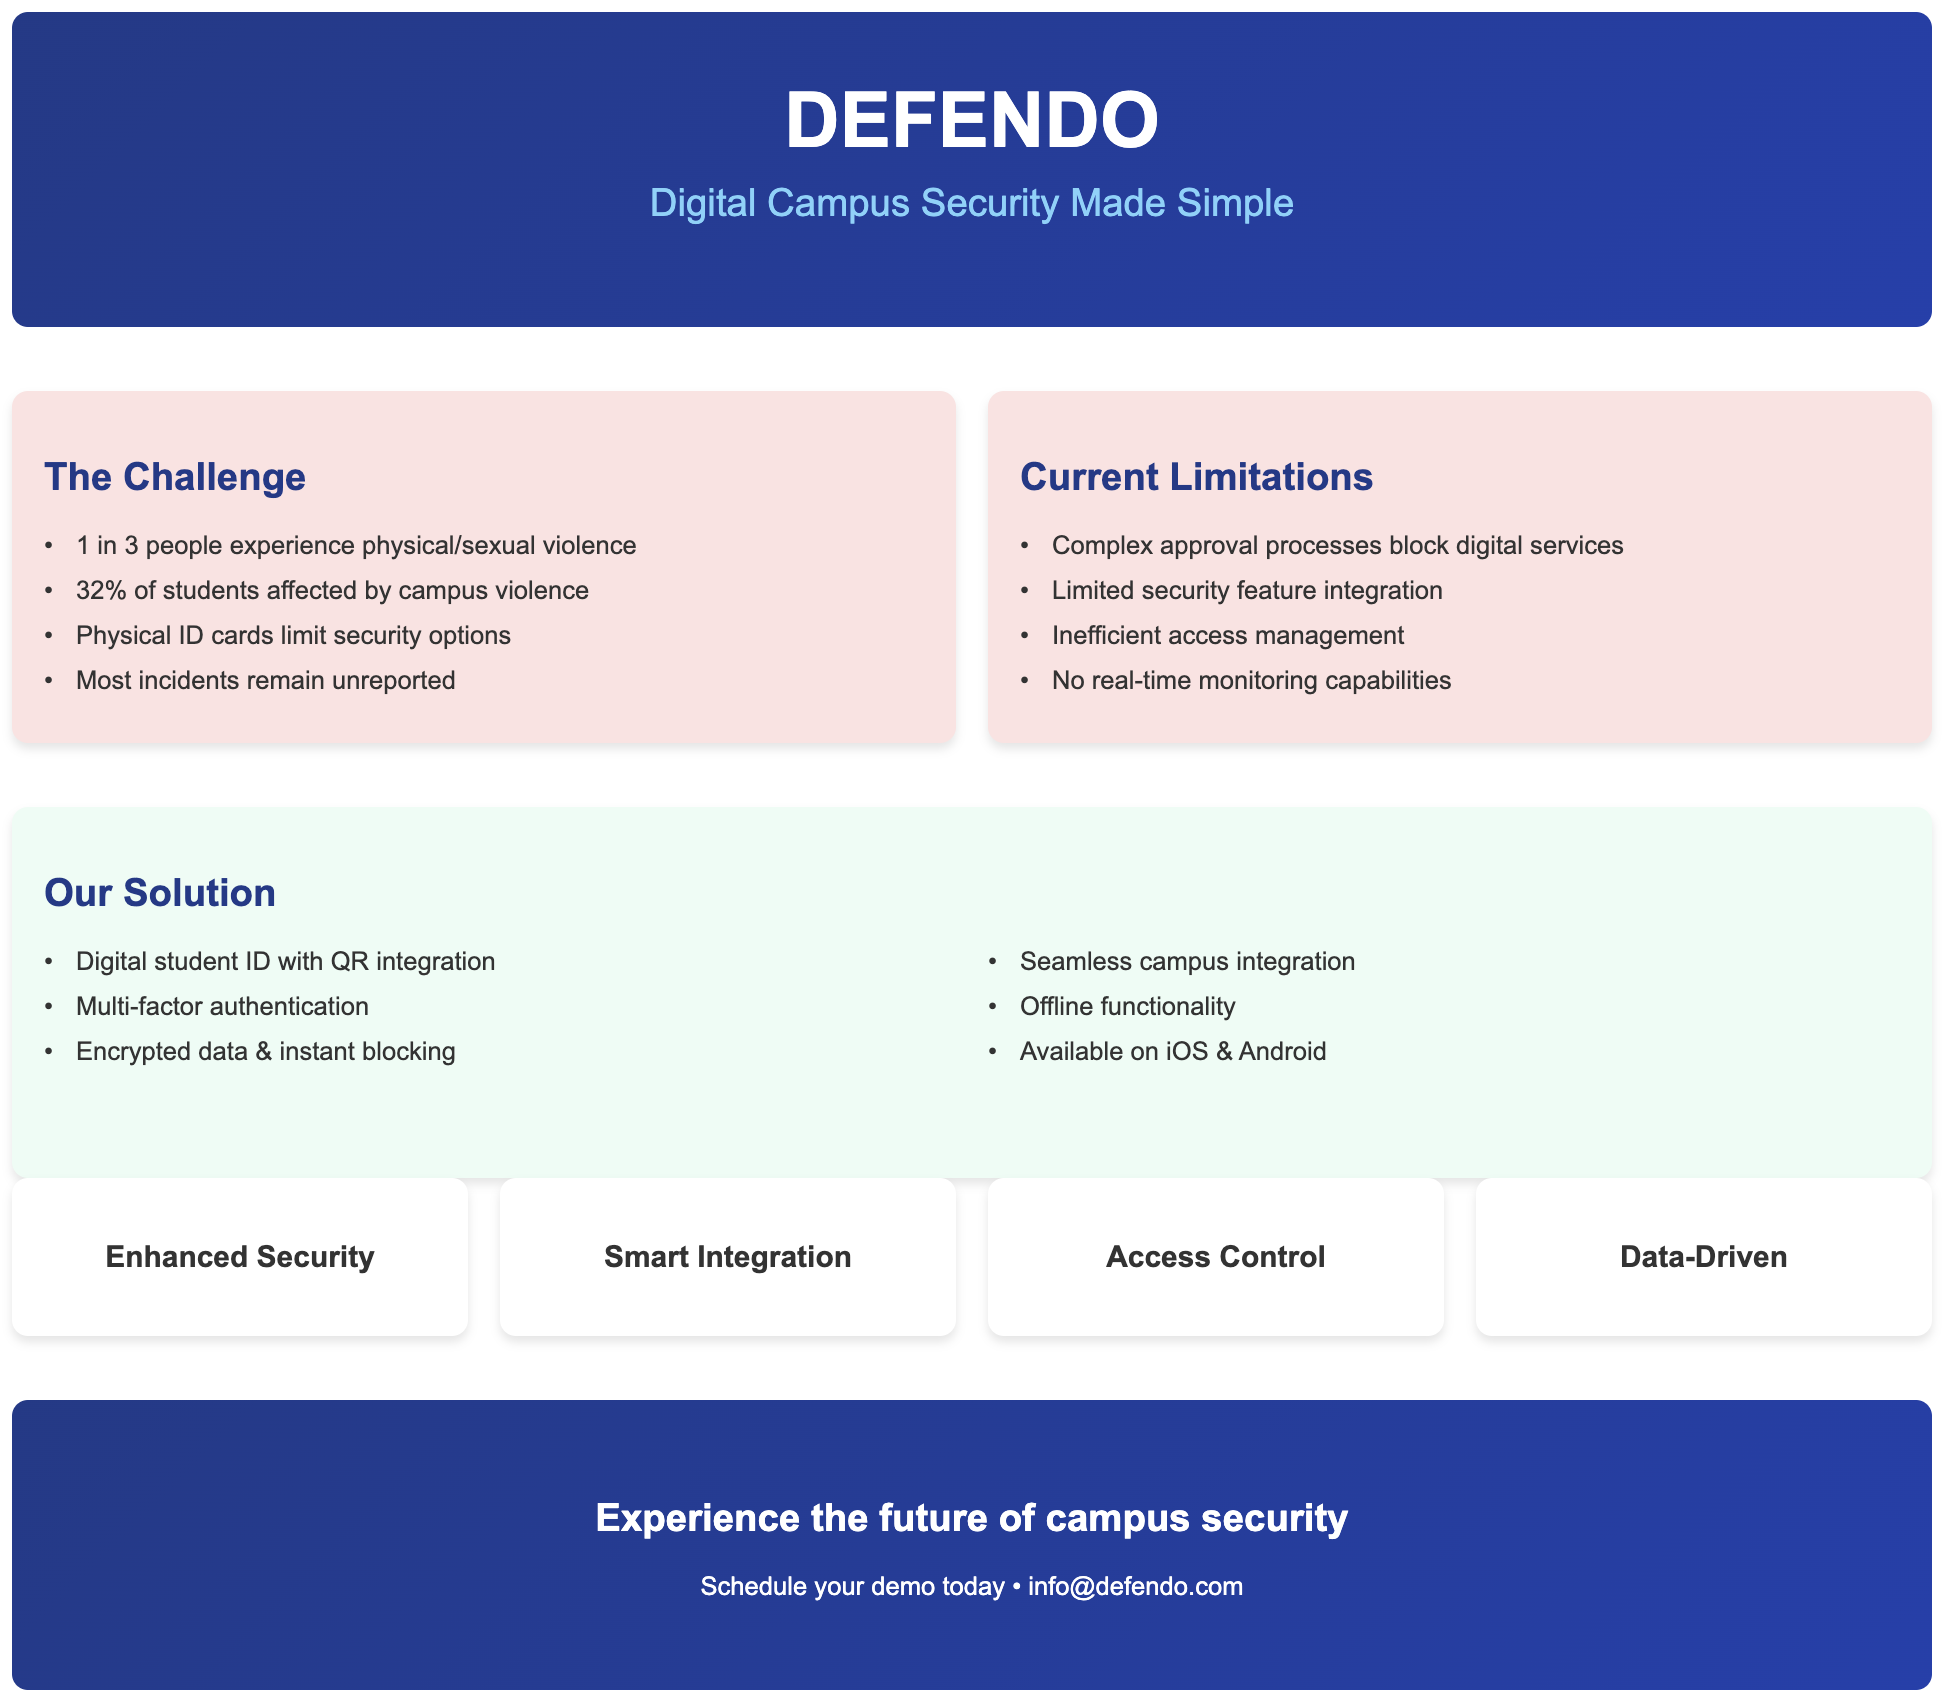 DEFENDO
Digital Campus Security Made Simple
The Challenge
• 1 in 3 people experience physical/sexual violence
• 32% of students affected by campus violence
• Physical ID cards limit security options
• Most incidents remain unreported
Current Limitations
• Complex approval processes block digital services
• Limited security feature integration
• Inefficient access management
• No real-time monitoring capabilities
Our Solution
• Digital student ID with QR integration
• Multi-factor authentication
• Encrypted data & instant blocking
• Seamless campus integration
• Offline functionality
• Available on iOS & Android
Enhanced Security
Smart Integration
Access Control
Data-Driven
Experience the future of campus security
Schedule your demo today • info@defendo.com